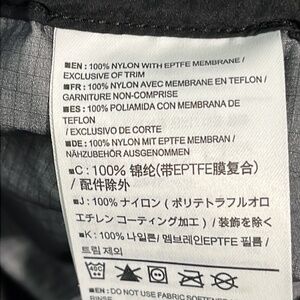 ■EN : 100% NYLON WITH EPTFE MEMBRANE /
EXCLUSIVE OF TRIM
■FR : 100% NYLON AVEC MEMBRANE EN TEFLON /
GARNITURE NON-COMPRISE
■ES : 100% POLIAMIDA CON MEMBRANA DE
TEFLON
/ EXCLUSIVO DE CORTE
■DE : 100% NYLON MIT EPTFE MEMBRAN /
NÄHZUBEHÖR AUSGENOMMEN
■C : 100% 锦纶(带EPTFE膜复合)
/ 配件除外
■J : 100% ナイロン ( ポリテトラフルオロ
エチレン コーティング加工 ) / 装飾を除く
■K : 100% 나일론/ 멤브레인EPTFE 필름 /
트림 제외
40C
■EN : DO NOT USE FABRIC SOFTENER
RINSE